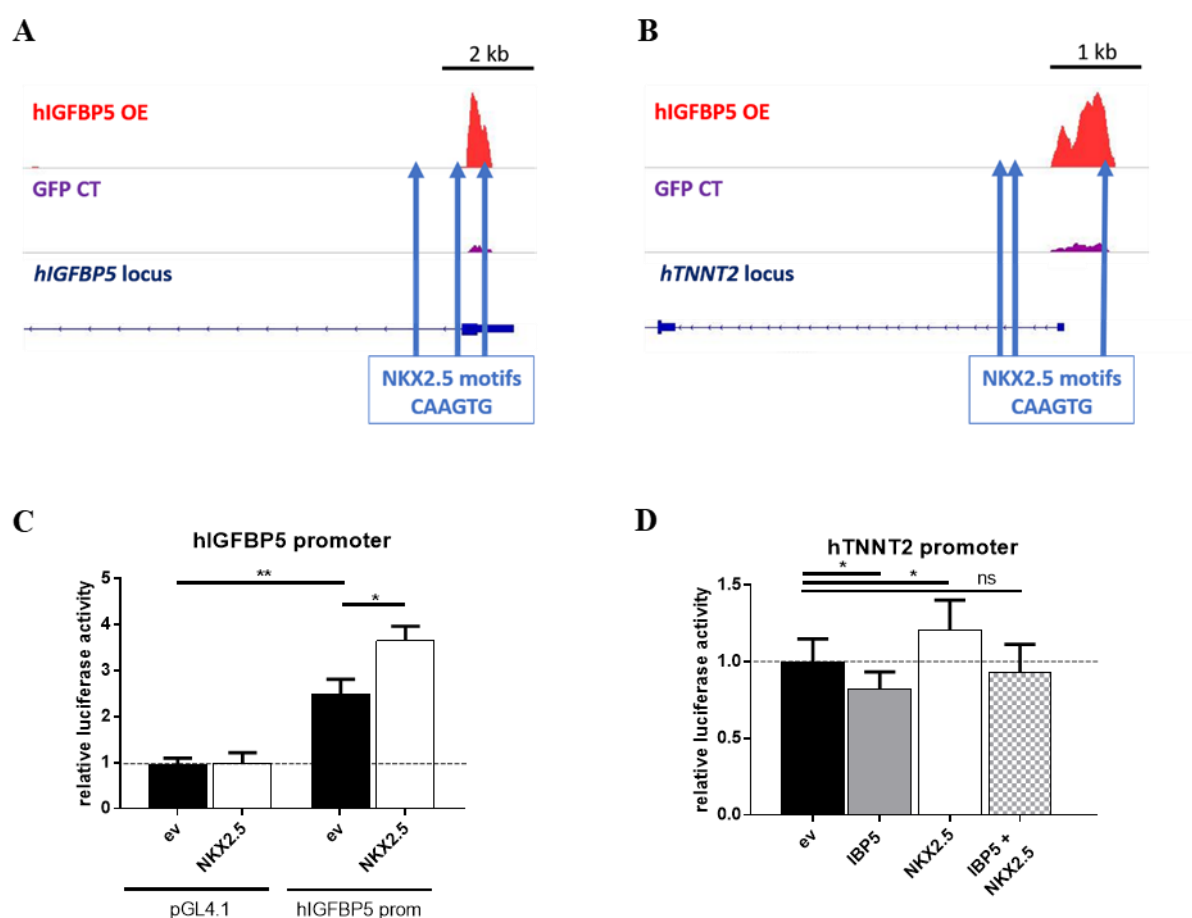 A
2 kb
hIGFBP5 OE
GFP CT
hIGFBP5 locus
NKX2.5 motifs
CAAGTG
B
1 kb
hIGFBP5 OE
GFP CT
hTNNT2 locus
NKX2.5 motifs
CAAGTG
C
hIGFBP5 promoter
relative luciferase activity
5
4
3
2
1
0
**
*
ev
NKX2.5
ev
NKX2.5
pGL4.1
hIGFBP5 prom
D
hTNNT2 promoter
relative luciferase activity
1.5
1.0
0.5
0.0
*
*
ns
ev
IBP5
NKX2.5
IBP5 +
NKX2.5